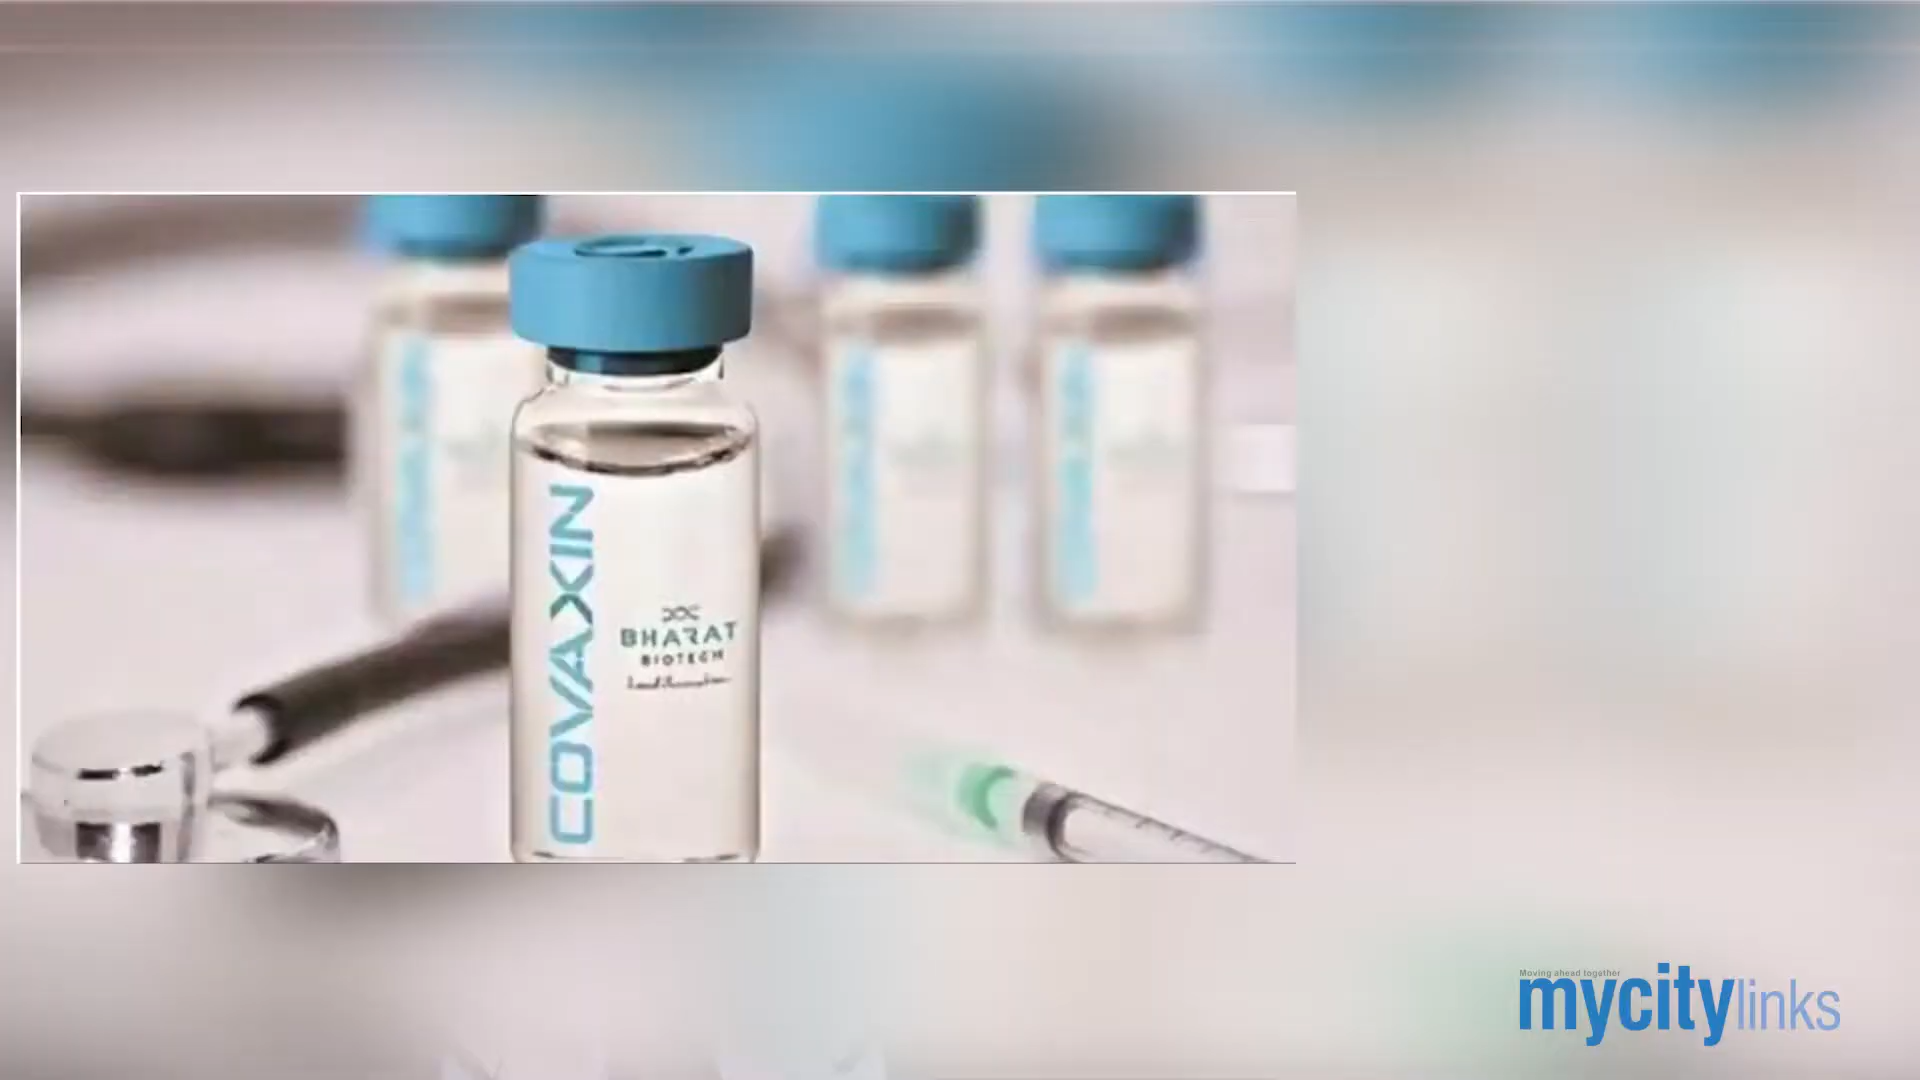 COVAXIN
BHARAT
BIOTECH
Moving ahead together
mycitylinks